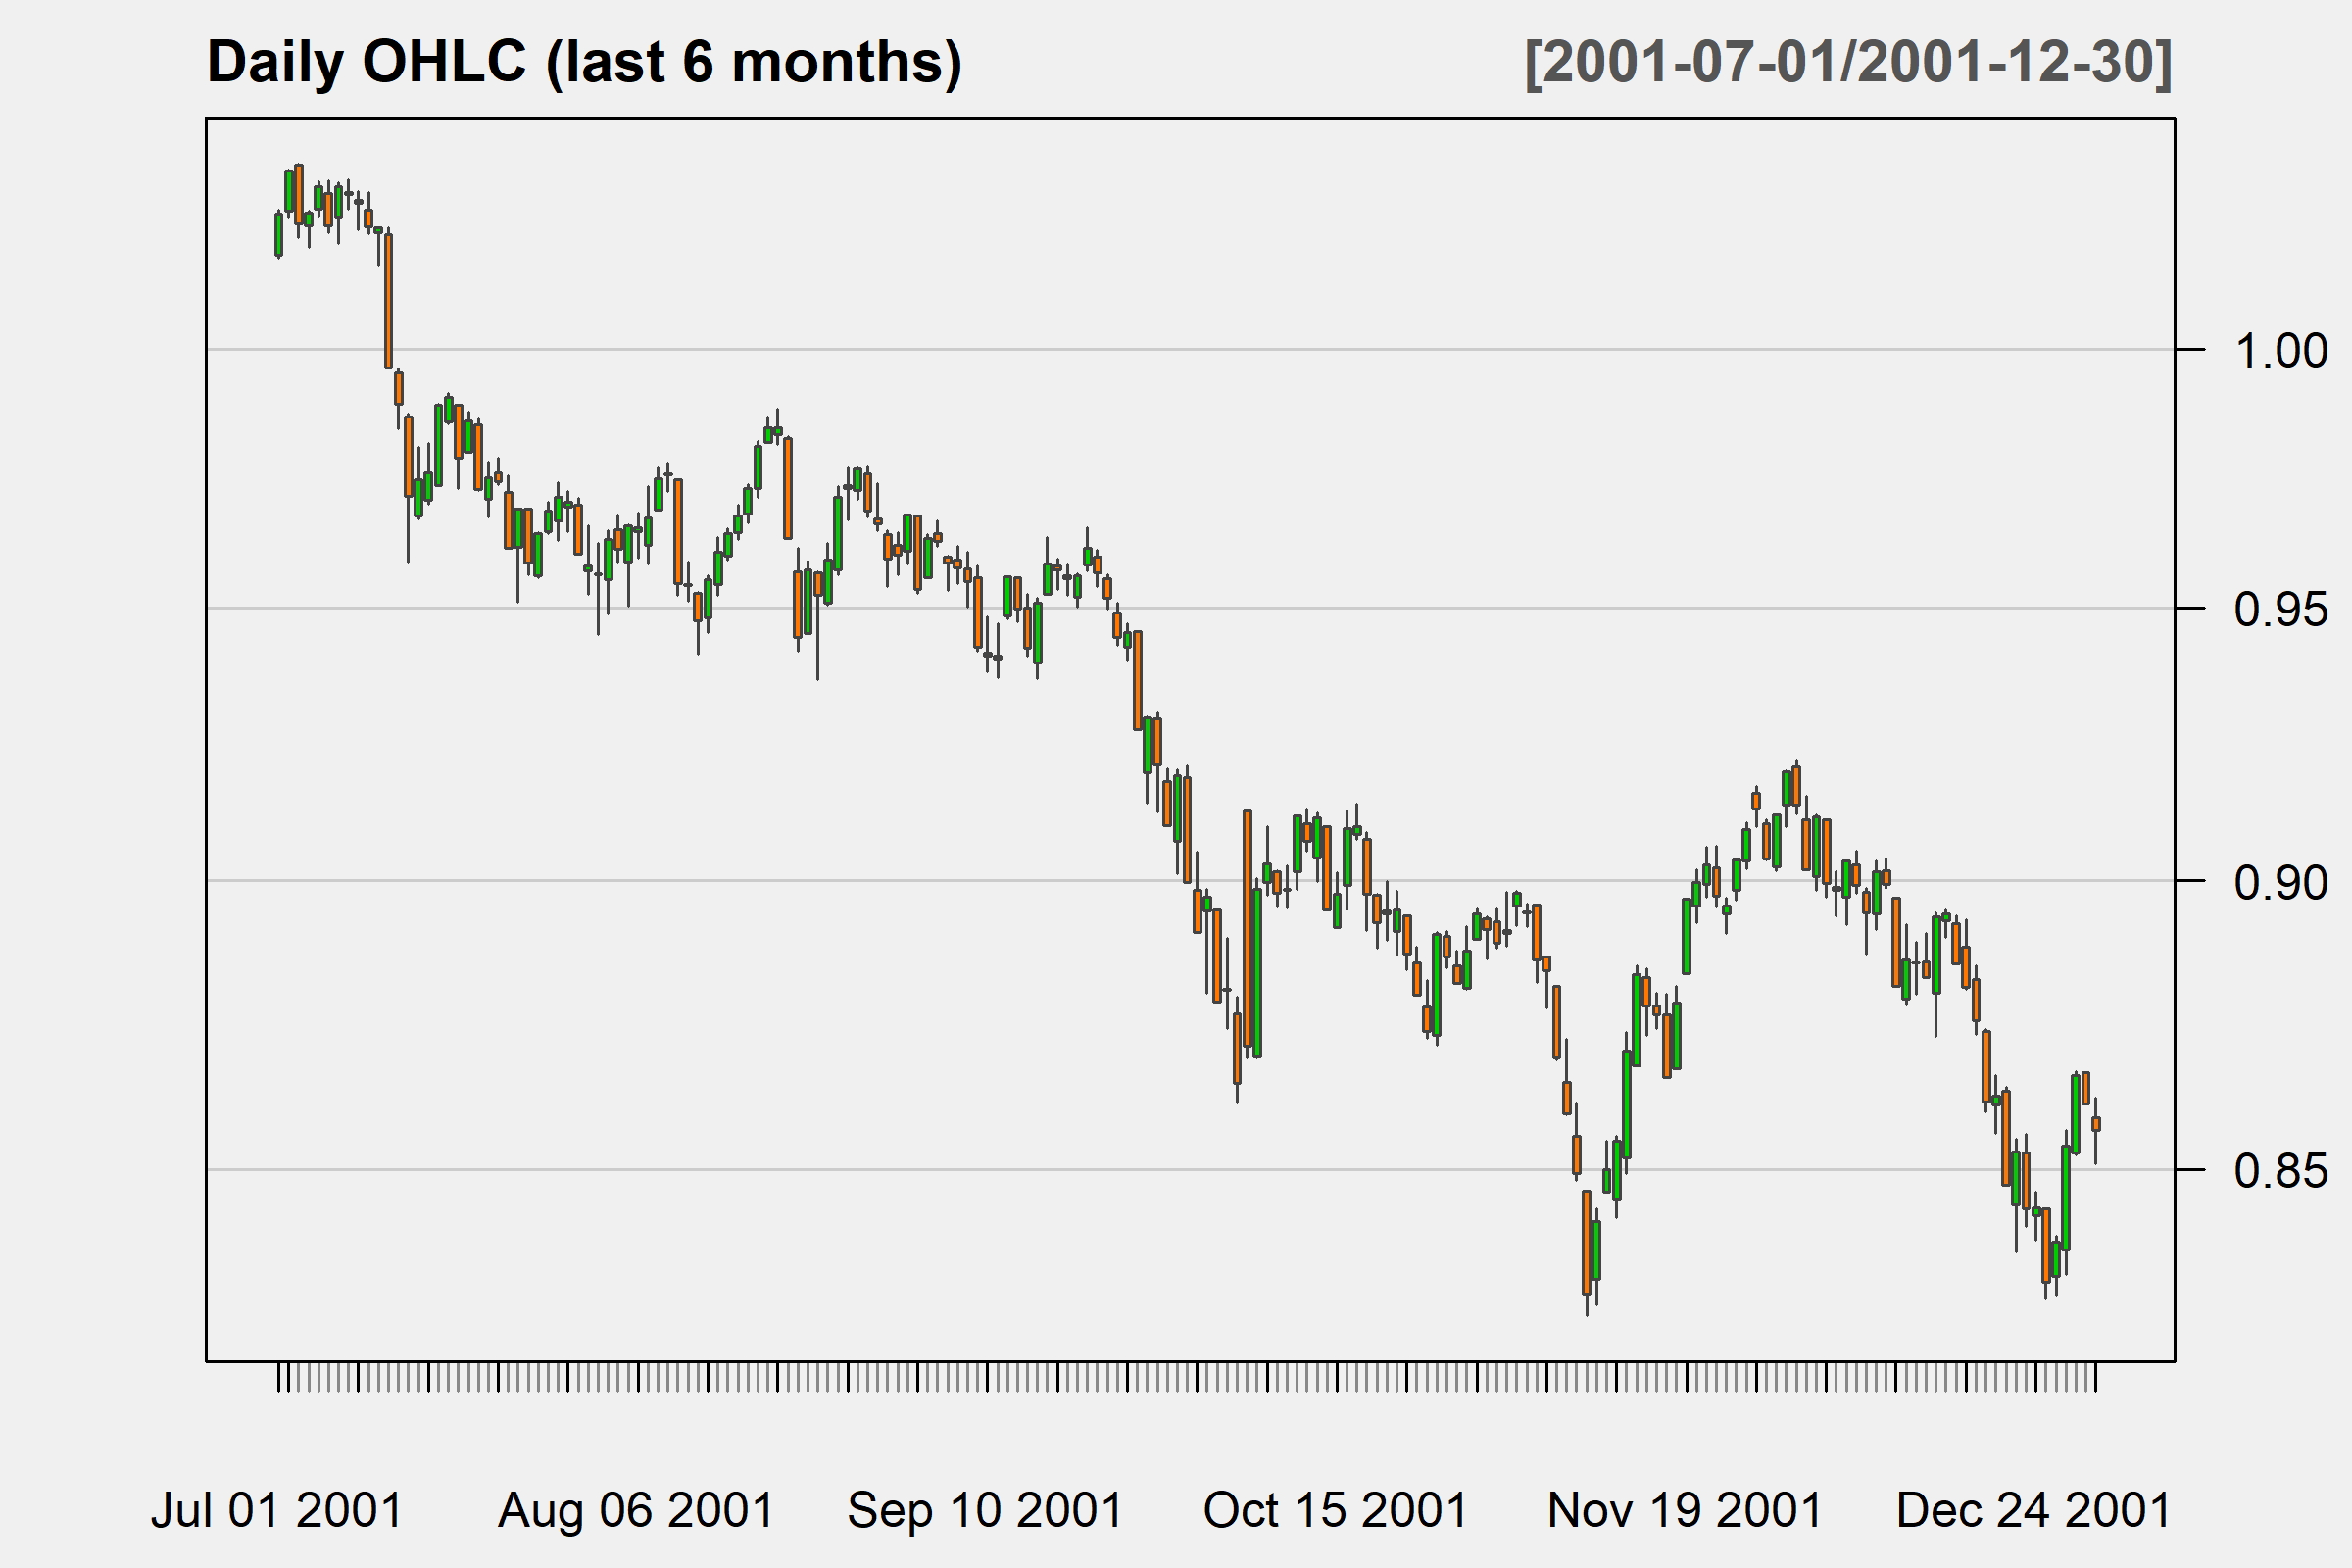 Daily OHLC (last 6 months) [2001-07-01/2001-12-30]
1.00
0.95
0.90
0.85
Jul 01 2001 Aug 06 2001 Sep 10 2001 Oct 15 2001 Nov 19 2001 Dec 24 2001